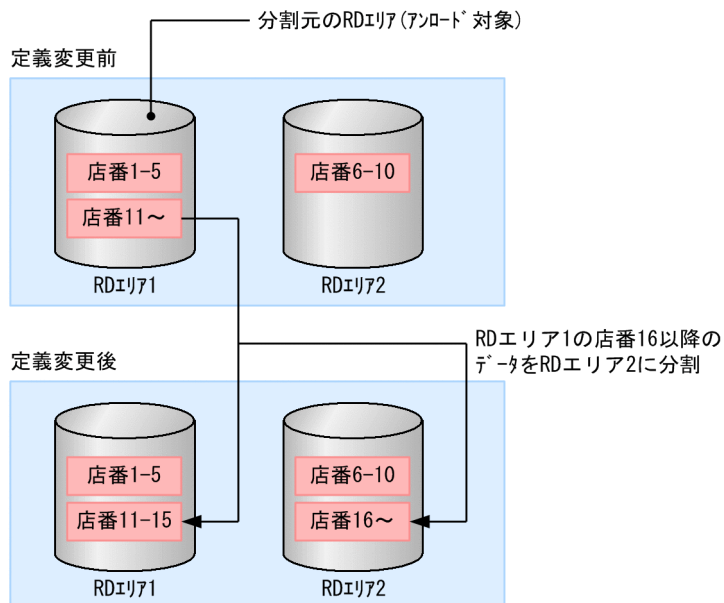 分割元のRDｴﾘｱ(ｱﾝﾛｰﾄﾞ対象)
定義変更前
店番1-5
店番6-10
店番11～
RDｴﾘｱ1
RDｴﾘｱ2
RDエリア1の店番16以降の
ﾃﾞｰﾀをRDエリア2に分割
定義変更後
店番1-5
店番6-10
店番11-15
店番16～
RDｴﾘｱ1
RDｴﾘｱ2